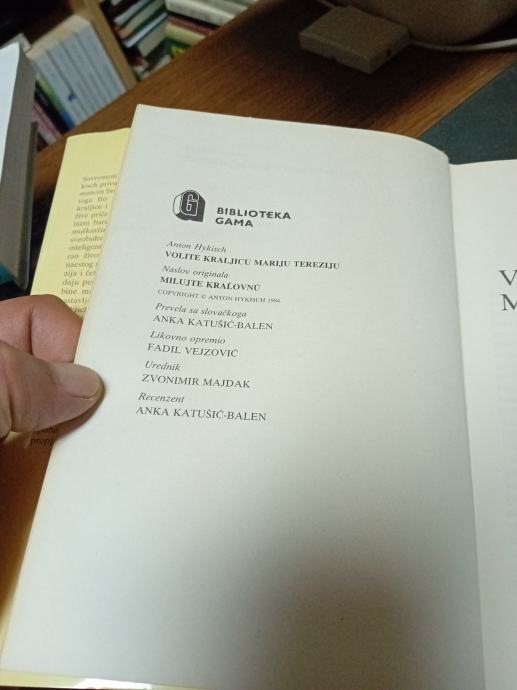 G BIBLIOTEKA
GAMA
Anton Hykisch
VOLITE KRALJICU MARIJU TEREZIJU
Naslov originala
MILUJTE KRÁĽOVNÚ
COPYRIGHT © ANTON HYKISCH 1984.
Prevela sa slovačkoga
ANKA KATUŠIĆ-BALEN
Likovno opremio
FADIL VEJZOVIĆ
Urednik
ZVONIMIR MAJDAK
Recenzent
ANKA KATUŠIĆ-BALEN
V
M